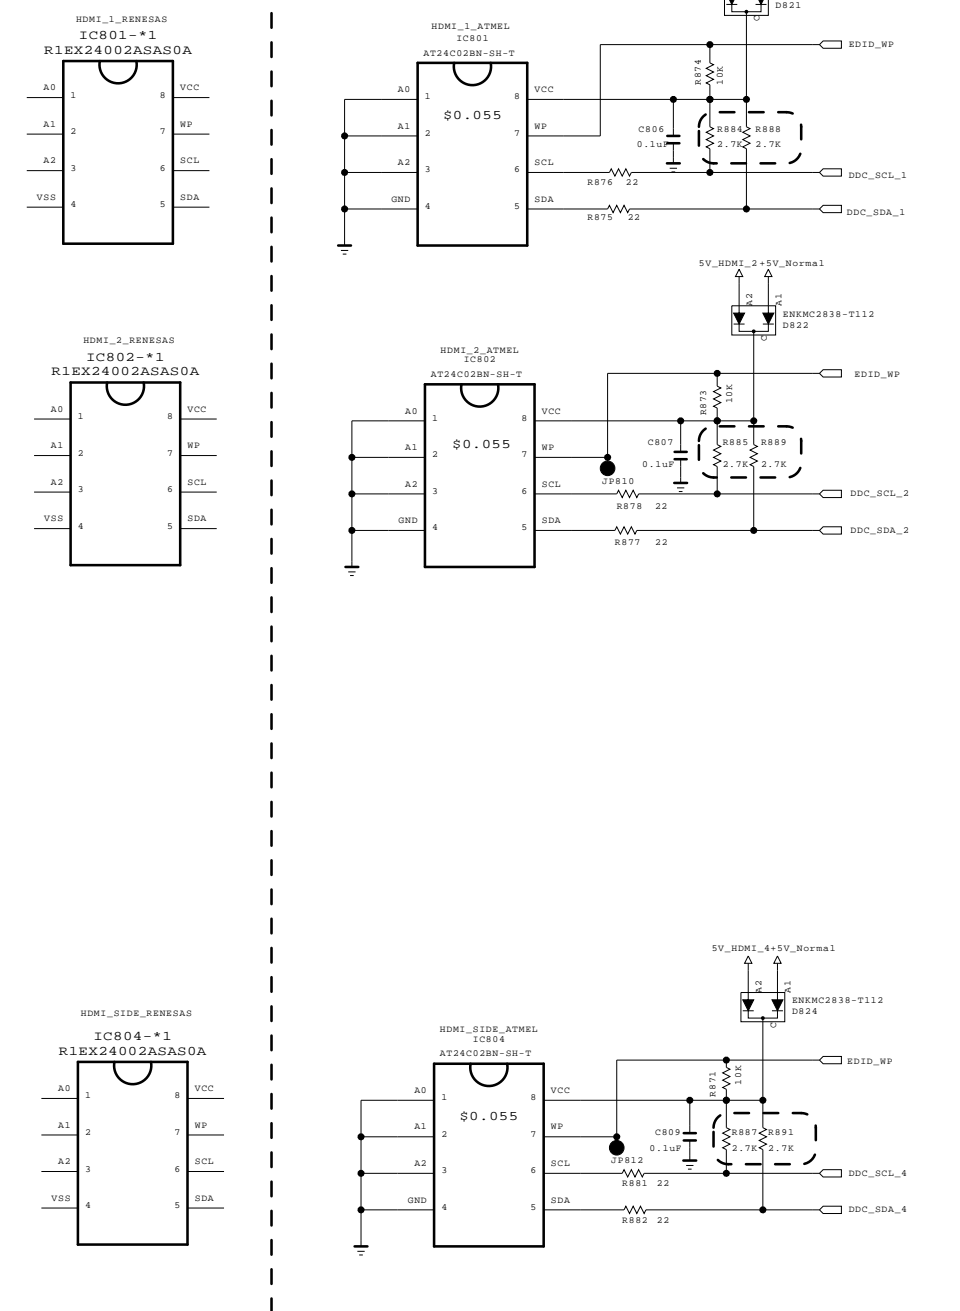 D821
C
HDMI_1_RENESAS
IC801-*1
R1EX24002ASAS0A
A0 1 8 VCC
A1 2 7 WP
A2 3 6 SCL
VSS 4 5 SDA
HDMI_1_ATMEL
IC801
AT24C02BN-SH-T
$0.055
A0 1 8 VCC
A1 2 7 WP
A2 3 6 SCL
GND 4 5 SDA
EDID_WP
R874
10K
C806
0.1uF
R884 R888
2.7K 2.7K
R876 22
DDC_SCL_1
R875 22
DDC_SDA_1
5V_HDMI_2 +5V_Normal
A2 A1
ENKMC2838-T112
D822
C
HDMI_2_RENESAS
IC802-*1
R1EX24002ASAS0A
A0 1 8 VCC
A1 2 7 WP
A2 3 6 SCL
VSS 4 5 SDA
HDMI_2_ATMEL
IC802
AT24C02BN-SH-T
$0.055
A0 1 8 VCC
A1 2 7 WP
A2 3 6 SCL
GND 4 5 SDA
EDID_WP
R873
10K
C807
0.1uF
R885 R889
2.7K 2.7K
JP810
R878 22
DDC_SCL_2
R877 22
DDC_SDA_2
5V_HDMI_4 +5V_Normal
A2 A1
ENKMC2838-T112
D824
C
HDMI_SIDE_RENESAS
IC804-*1
R1EX24002ASAS0A
A0 1 8 VCC
A1 2 7 WP
A2 3 6 SCL
VSS 4 5 SDA
HDMI_SIDE_ATMEL
IC804
AT24C02BN-SH-T
$0.055
A0 1 8 VCC
A1 2 7 WP
A2 3 6 SCL
GND 4 5 SDA
EDID_WP
R871
10K
C809
0.1uF
R887 R891
2.7K 2.7K
JP812
R881 22
DDC_SCL_4
R882 22
DDC_SDA_4